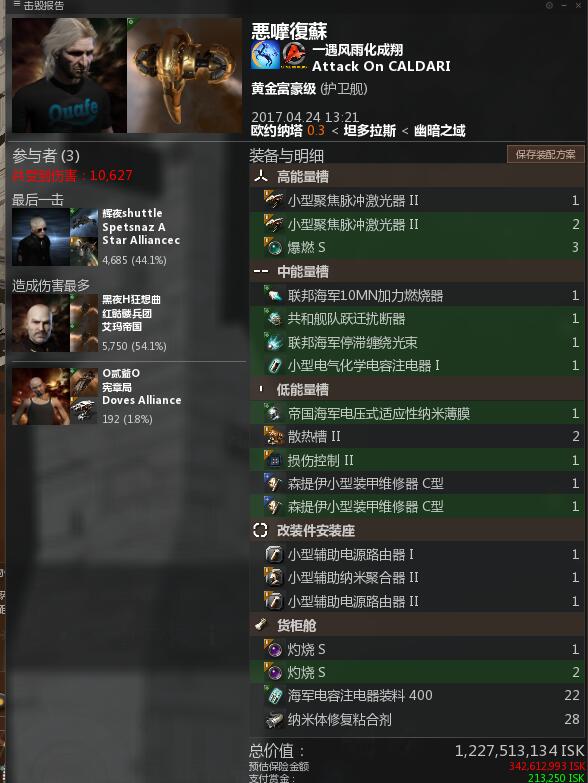 击毁报告
悪嚤復蘇
一遇风雨化成翔
Attack On CALDARI
黄金富豪级 (护卫舰)
2017.04.24 13:21
欧约纳塔 0.3 < 坦多拉斯 < 幽暗之域
Quafe
参与者 (3)
共受到伤害：10,627
最后一击
辉夜shuttle
Spetsnaz A
Star Alliancec
4,685 (44.1%)
造成伤害最多
黑夜H狂想曲
红骷髅兵团
艾玛帝国
5,750 (54.1%)
O贰爺O
宪章局
Doves Alliance
192 (1.8%)
装备与明细
保存装配方案
高能量槽
小型聚焦脉冲激光器 II 1
小型聚焦脉冲激光器 II 2
爆燃 S 3
中能量槽
联邦海军10MN加力燃烧器 1
共和舰队跃迁扰断器 1
联邦海军停滞缠绕光束 1
小型电气化学电容注电器 I 1
低能量槽
帝国海军电压式适应性纳米薄膜 1
散热槽 II 2
损伤控制 II 1
森提伊小型装甲维修器 C型 1
森提伊小型装甲维修器 C型 1
改装件安装座
小型辅助电源路由器 I 1
小型辅助纳米聚合器 II 1
小型辅助电源路由器 II 1
货柜舱
灼烧 S 1
灼烧 S 2
海军电容注电器装料 400 22
纳米体修复粘合剂 28
总价值： 1,227,513,134 ISK
预估保险金额 342,612,993 ISK
支付赏金： 213,250 ISK